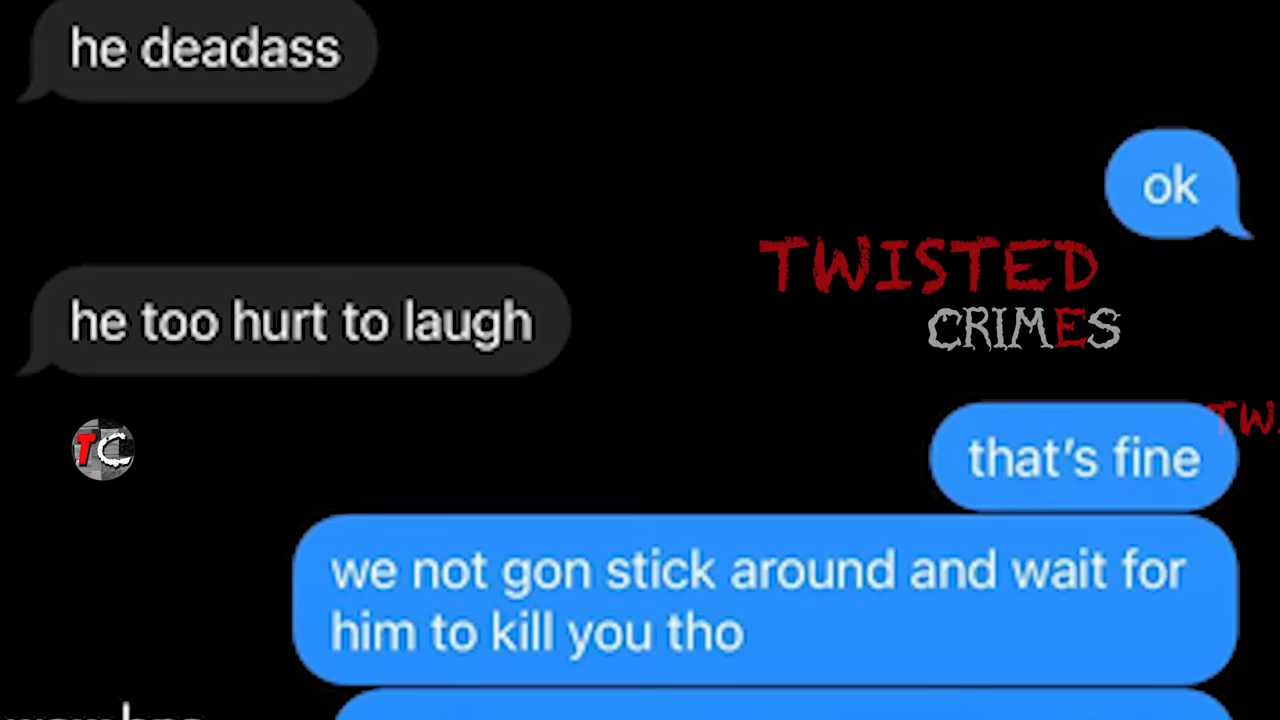 he deadass
ok
TWISTED
CRIMES
he too hurt to laugh
TW
TC
that's fine
we not gon stick around and wait for
him to kill you tho